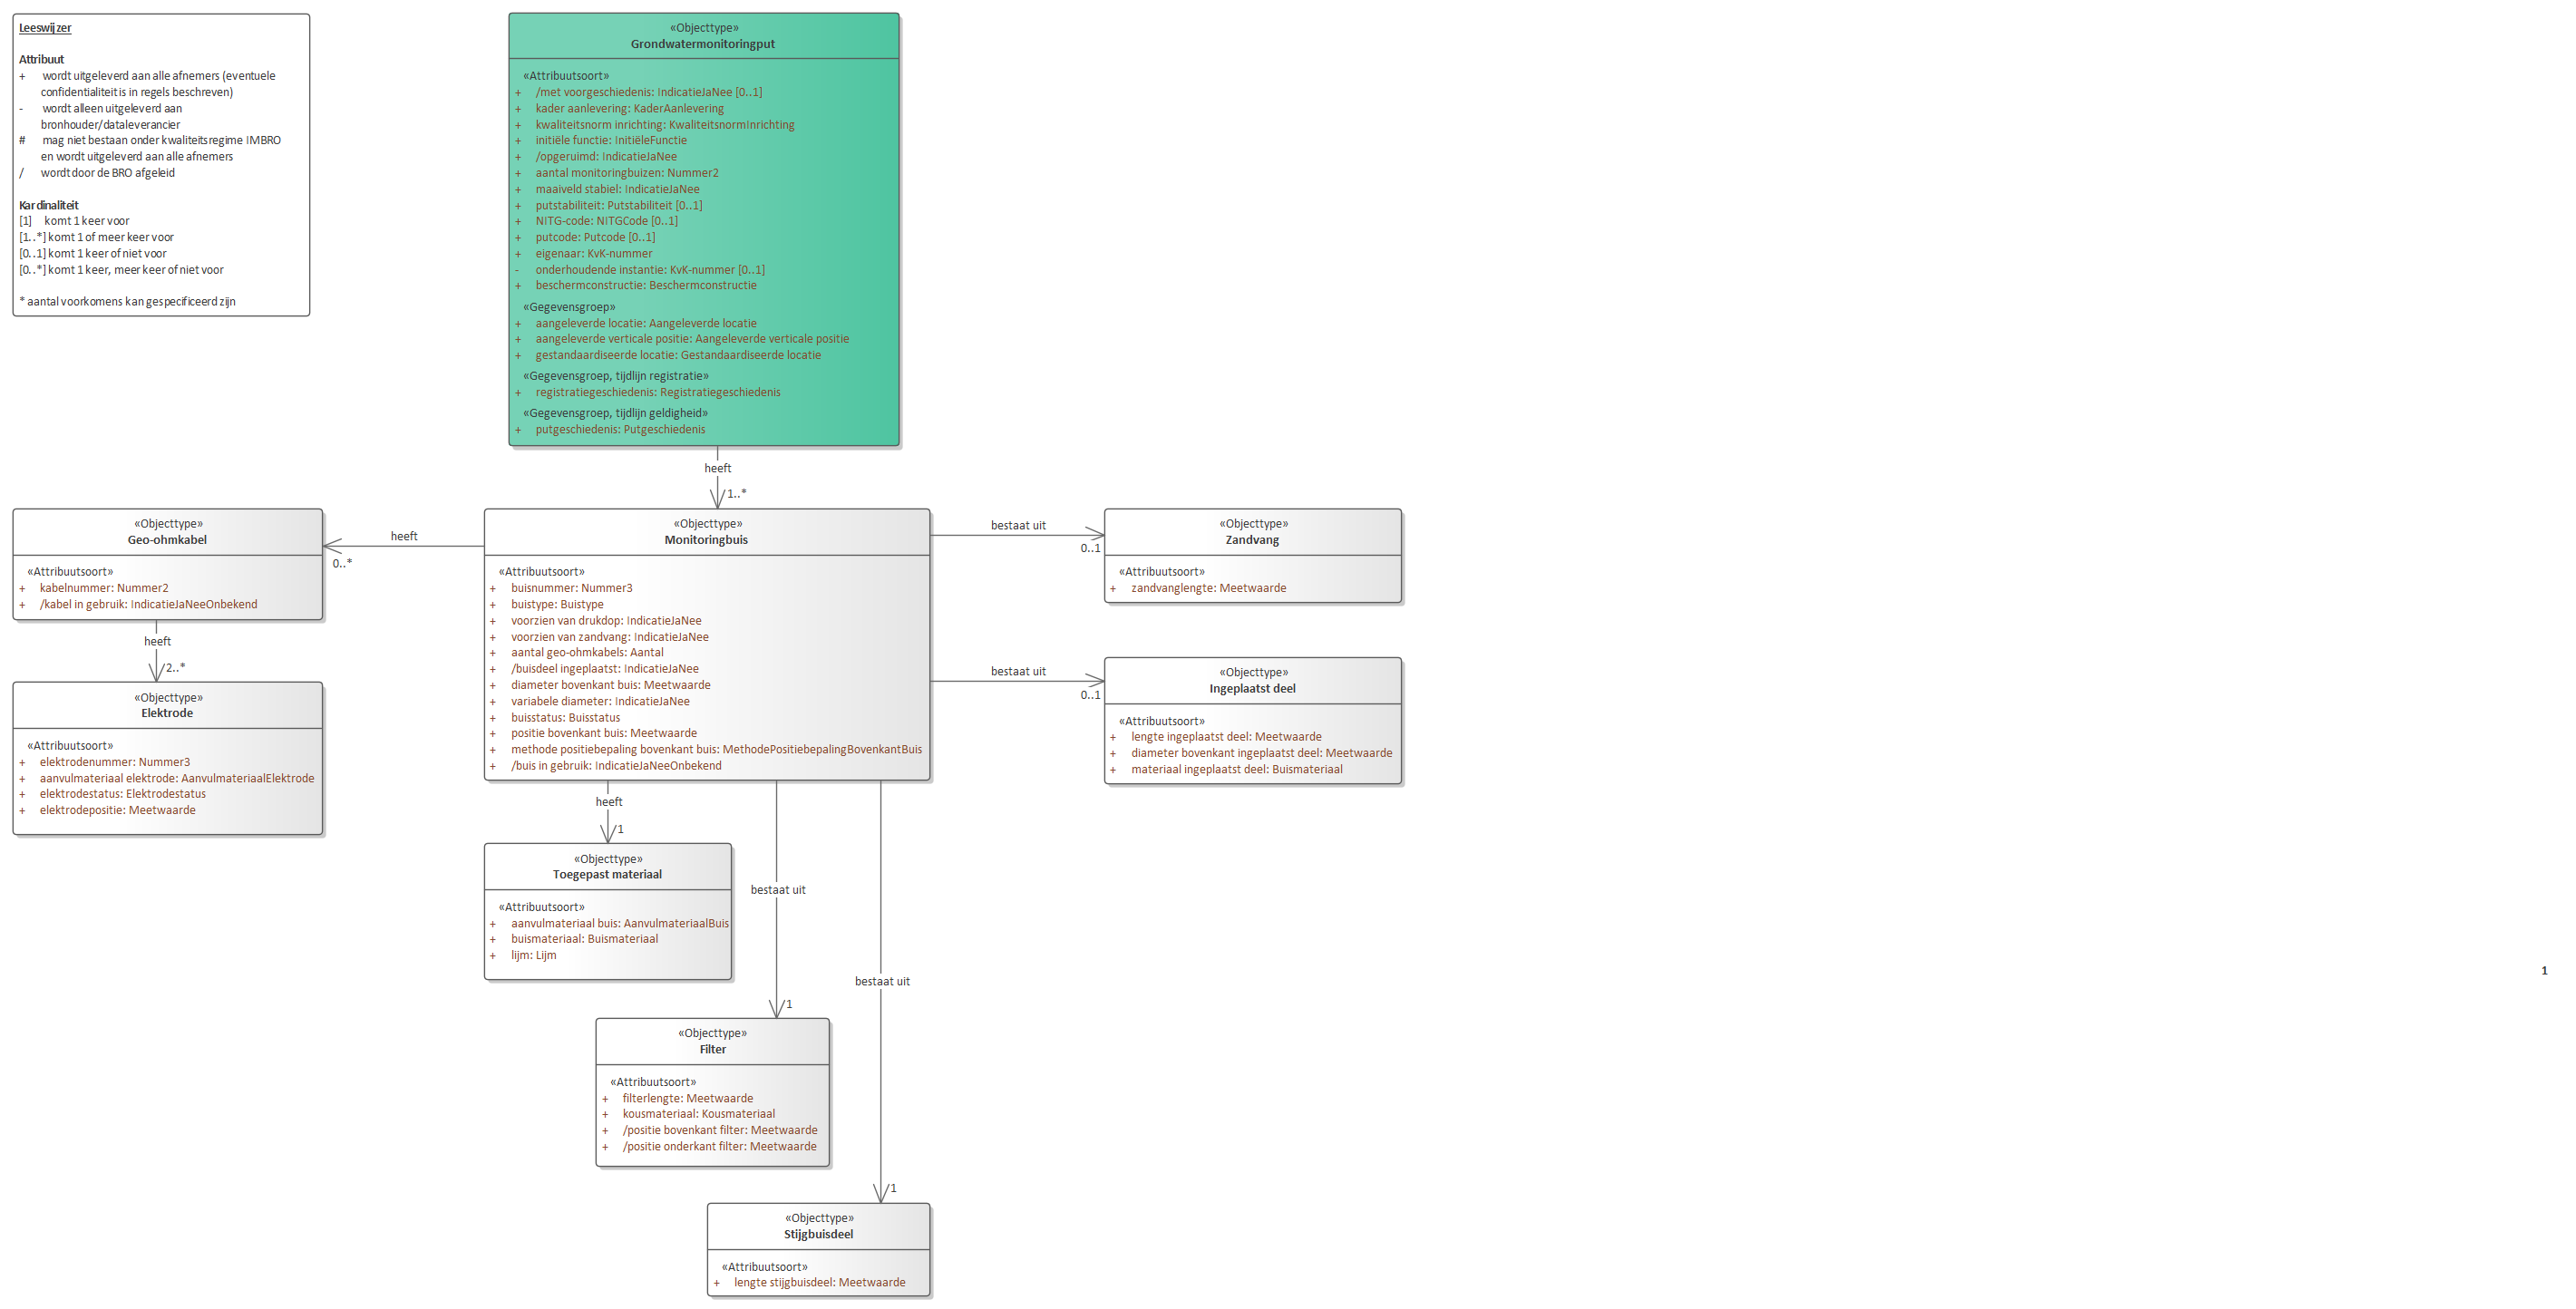 Leeswijzer
Attribuut
+ wordt uitgeleverd aan alle afnemers (eventuele
confidentialiteit is in regels beschreven)
- wordt alleen uitgeleverd aan
bronhouder/dataleverancier
# mag niet bestaan onder kwaliteitsregime IMBRO
en wordt uitgeleverd aan alle afnemers
/ wordt door de BRO afgeleid
Kardinaliteit
[1] komt 1 keer voor
[1..*] komt 1 of meer keer voor
[0..1] komt 1 keer of niet voor
[0..*] komt 1 keer, meer keer of niet voor
* aantal voorkomens kan gespecificeerd zijn
«Objecttype»
Grondwatermonitoringput
«Attribuutsoort»
+ /met voorgeschiedenis: IndicatieJaNee [0..1]
+ kader aanlevering: KaderAanlevering
+ kwaliteitsnorm inrichting: KwaliteitsnormInrichting
+ initiële functie: InitiëleFunctie
+ /opgeruimd: IndicatieJaNee
+ aantal monitoringbuizen: Nummer2
+ maaiveld stabiel: IndicatieJaNee
+ putstabiliteit: Putstabiliteit [0..1]
+ NITG-code: NITGCode [0..1]
+ putcode: Putcode [0..1]
+ eigenaar: KvK-nummer
- onderhoudende instantie: KvK-nummer [0..1]
+ beschermconstructie: Beschermconstructie
«Gegevensgroep»
+ aangeleverde locatie: Aangeleverde locatie
+ aangeleverde verticale positie: Aangeleverde verticale positie
+ gestandaardiseerde locatie: Gestandaardiseerde locatie
«Gegevensgroep, tijdlijn registratie»
+ registratiegeschiedenis: Registratiegeschiedenis
«Gegevensgroep, tijdlijn geldigheid»
+ putgeschiedenis: Putgeschiedenis
heeft
1..*
«Objecttype»
Geo-ohmkabel
«Attribuutsoort»
+ kabelnummer: Nummer2
+ /kabel in gebruik: IndicatieJaNeeOnbekend
heeft
0..*
heeft
2..*
«Objecttype»
Elektrode
«Attribuutsoort»
+ elektrodenummer: Nummer3
+ aanvulmateriaal elektrode: AanvulmateriaalElektrode
+ elektrodestatus: Elektrodestatus
+ elektrodepositie: Meetwaarde
«Objecttype»
Monitoringbuis
«Attribuutsoort»
+ buisnummer: Nummer3
+ buistype: Buistype
+ voorzien van drukdop: IndicatieJaNee
+ voorzien van zandvang: IndicatieJaNee
+ aantal geo-ohmkabels: Aantal
+ /buisdeel ingeplaatst: IndicatieJaNee
+ diameter bovenkant buis: Meetwaarde
+ variabele diameter: IndicatieJaNee
+ buisstatus: Buisstatus
+ positie bovenkant buis: Meetwaarde
+ methode positiebepaling bovenkant buis: MethodePositiebepalingBovenkantBuis
+ /buis in gebruik: IndicatieJaNeeOnbekend
bestaat uit
0..1
«Objecttype»
Zandvang
«Attribuutsoort»
+ zandvanglengte: Meetwaarde
bestaat uit
0..1
«Objecttype»
Ingeplaatst deel
«Attribuutsoort»
+ lengte ingeplaatst deel: Meetwaarde
+ diameter bovenkant ingeplaatst deel: Meetwaarde
+ materiaal ingeplaatst deel: Buismateriaal
heeft
1
«Objecttype»
Toegepast materiaal
«Attribuutsoort»
+ aanvulmateriaal buis: AanvulmateriaalBuis
+ buismateriaal: Buismateriaal
+ lijm: Lijm
bestaat uit
1
«Objecttype»
Filter
«Attribuutsoort»
+ filterlengte: Meetwaarde
+ kousmateriaal: Kousmateriaal
+ /positie bovenkant filter: Meetwaarde
+ /positie onderkant filter: Meetwaarde
bestaat uit
1
«Objecttype»
Stijgbuisdeel
«Attribuutsoort»
+ lengte stijgbuisdeel: Meetwaarde
1